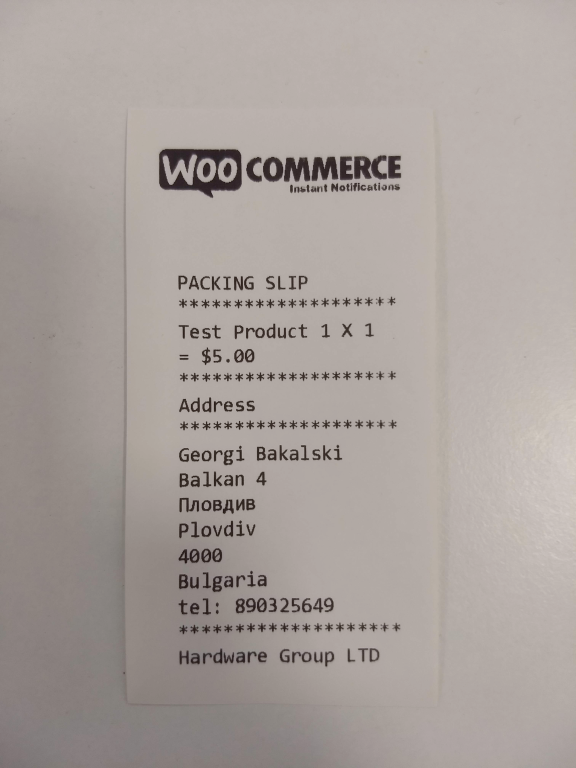 WOO COMMERCE
Instant Notifications
PACKING SLIP
********************
Test Product 1 X 1
= $5.00
********************
Address
********************
Georgi Bakalski
Balkan 4
Пловдив
Plovdiv
4000
Bulgaria
tel: 890325649
********************
Hardware Group LTD